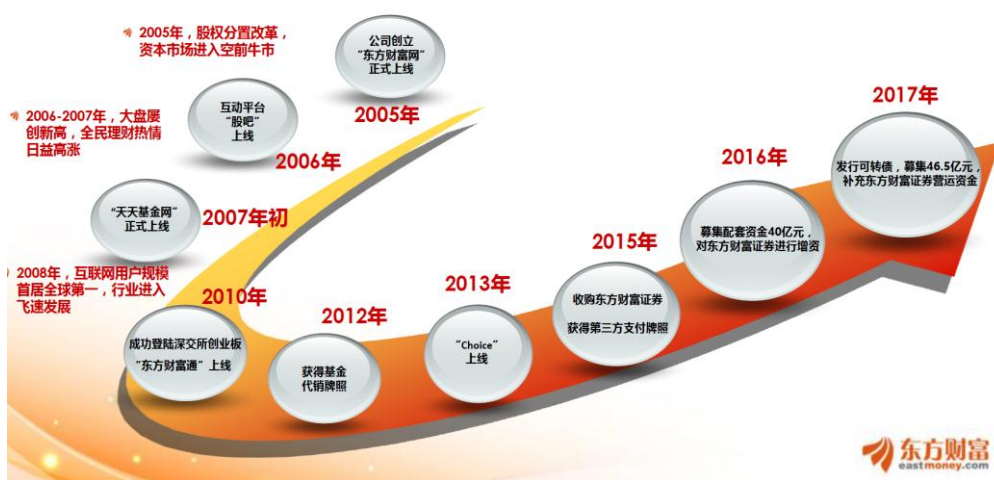 2005年，股权分置改革，
资本市场进入空前牛市
公司创立
“东方财富网”
正式上线
2005年
2006-2007年，大盘屡
创新高，全民理财热情
日益高涨
互动平台
“股吧”
上线
2006年
“天天基金网”
正式上线
2007年初
2008年，互联网用户规模
首居全球第一，行业进入
飞速发展
2010年
成功登陆深交所创业板
“东方财富通”上线
2012年
获得基金
代销牌照
2013年
“Choice”
上线
2015年
收购东方财富证券
获得第三方支付牌照
2016年
募集配套资金40亿元，
对东方财富证券进行增资
2017年
发行可转债，募集46.5亿元，
补充东方财富证券营运资金
东方财富
eastmoney.com